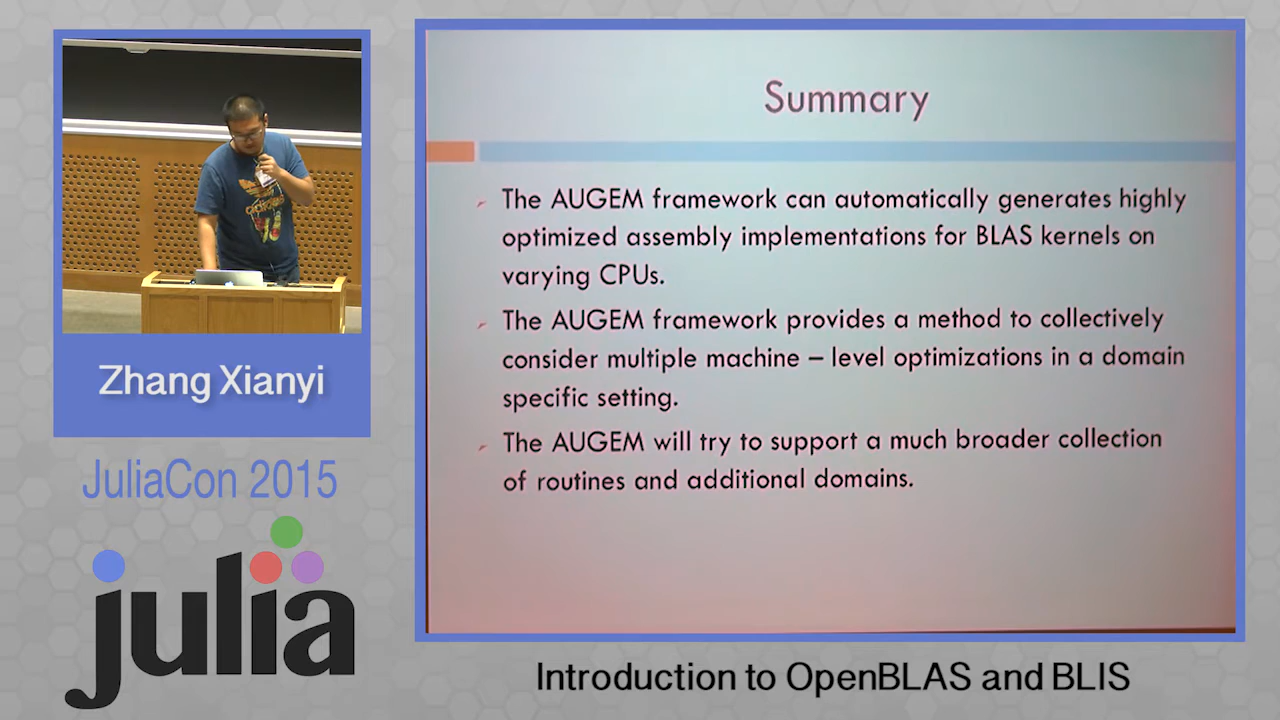 Summary
The AUGEM framework can automatically generates highly
optimized assembly implementations for BLAS kernels on
varying CPUs.
The AUGEM framework provides a method to collectively
consider multiple machine – level optimizations in a domain
specific setting.
The AUGEM will try to support a much broader collection
of routines and additional domains.
Zhang Xianyi
JuliaCon 2015
julia
Introduction to OpenBLAS and BLIS